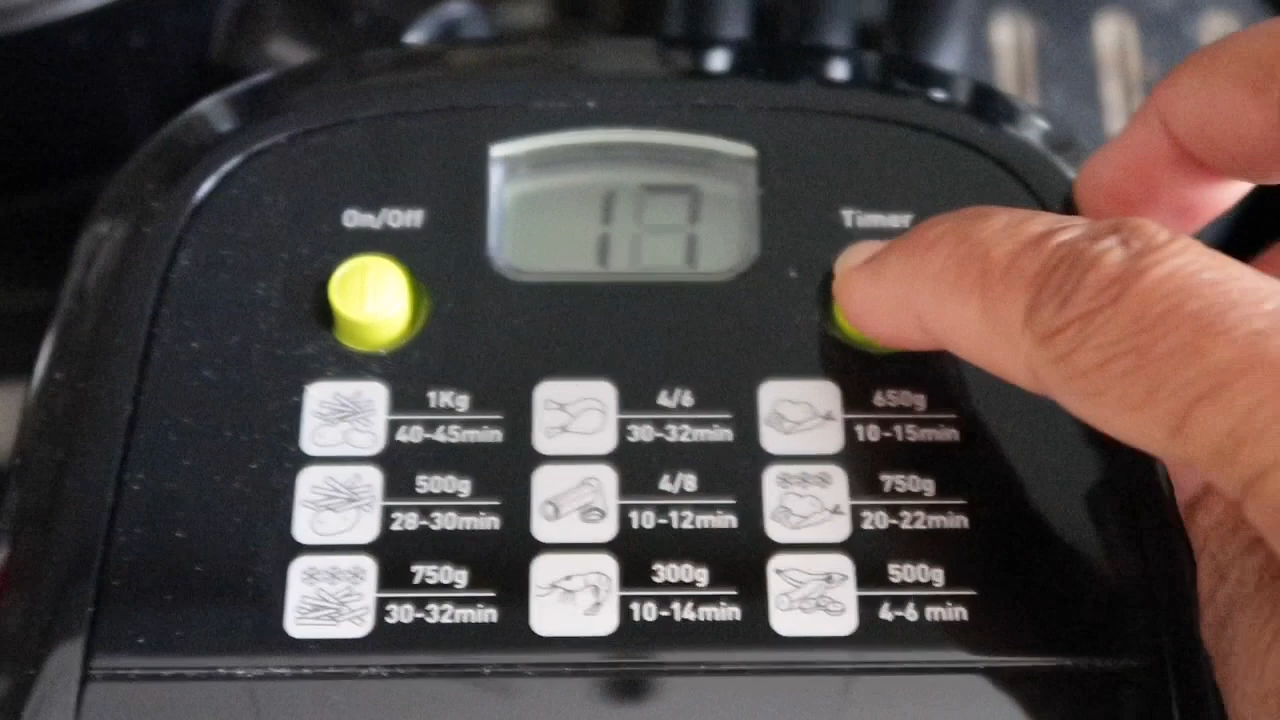 On/Off
Timer
1Kg
40-45min
4/6
30-32min
650g
10-15min
500g
28-30min
4/8
10-12min
750g
20-22min
750g
30-32min
300g
10-14min
500g
4-6 min